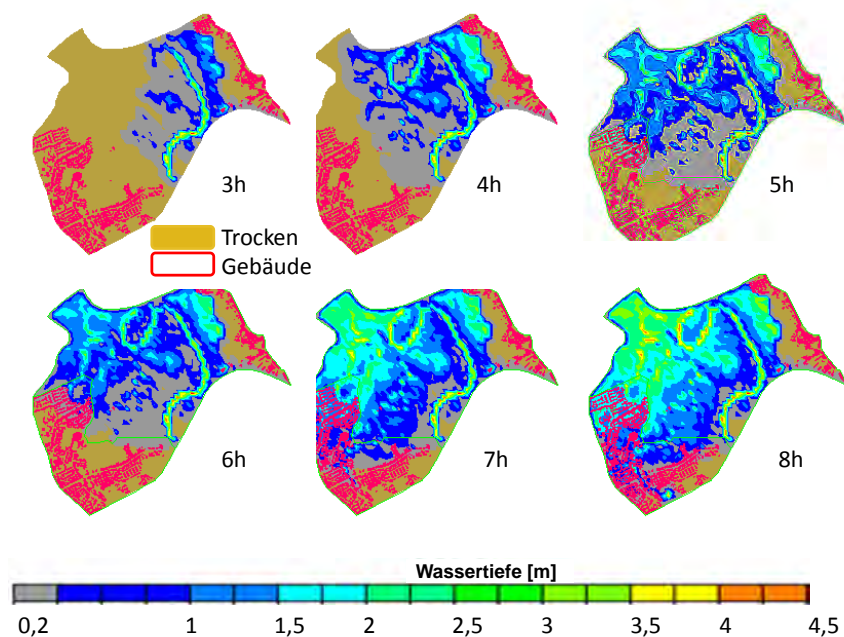 3h
4h
5h
Trocken
Gebäude
6h
7h
8h
Wassertiefe [m]
0,2 1 1,5 2 2,5 3 3,5 4 4,5